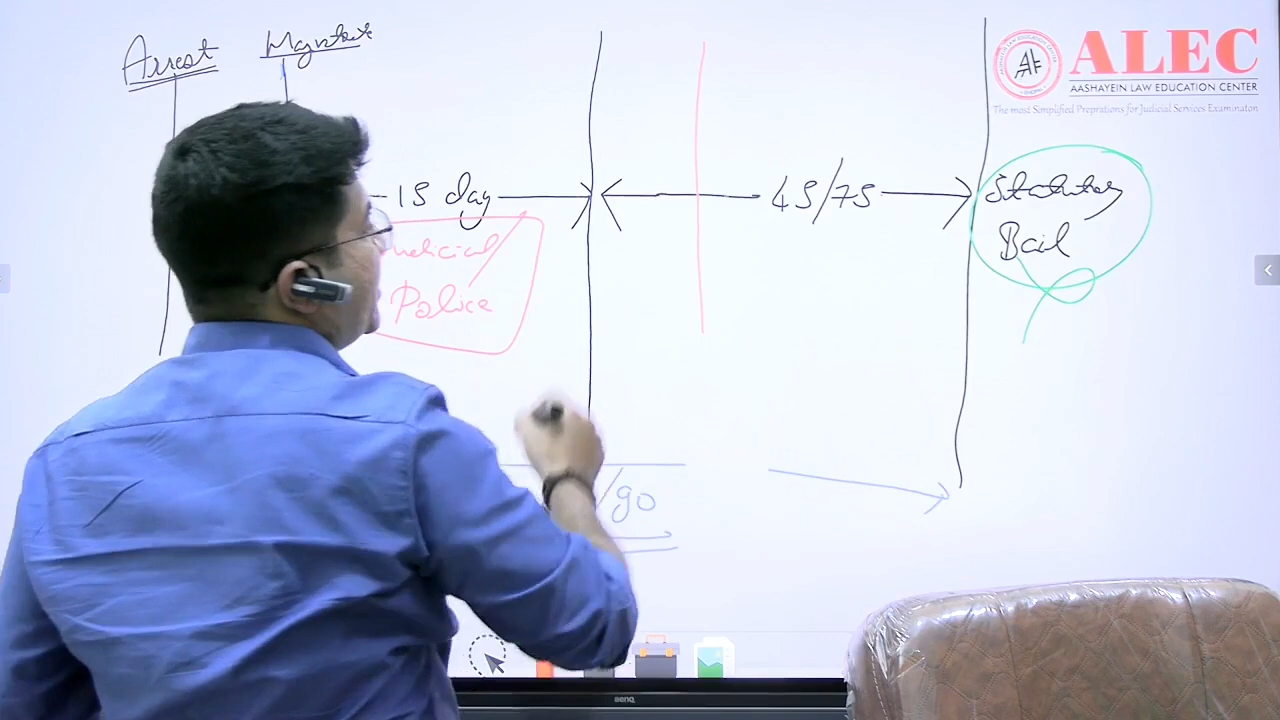 Arrest
Magistrate
ALEC
AASHAYEIN LAW EDUCATION CENTER
The most Simplified Preprations for Judicial Services Examinaton
15 day
45/75
Statutory
Bail
Police
/90
BenQ